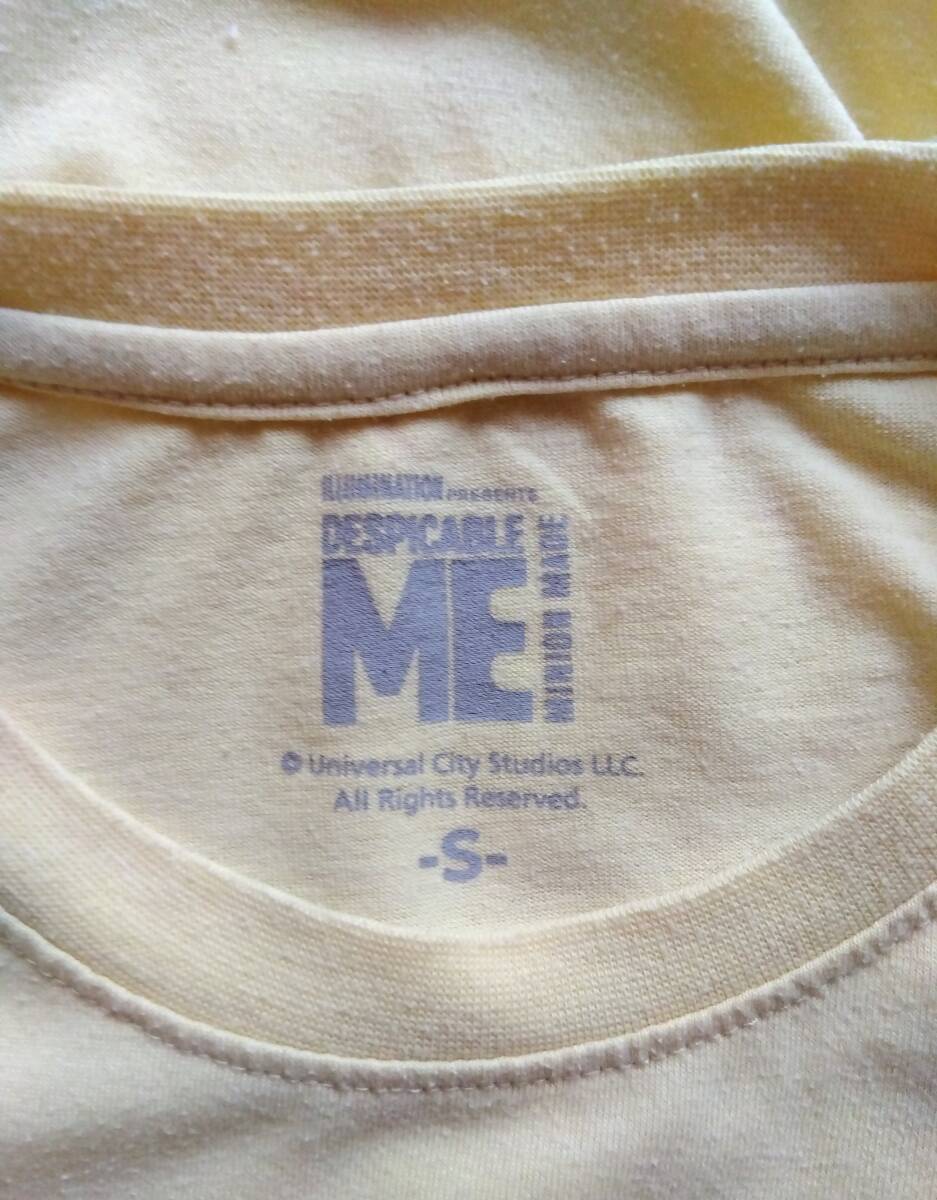 ILLUMINATION PRESENTS
DESPICABLE
ME
MINION MADE
© Universal City Studios LLC.
All Rights Reserved.
-S-